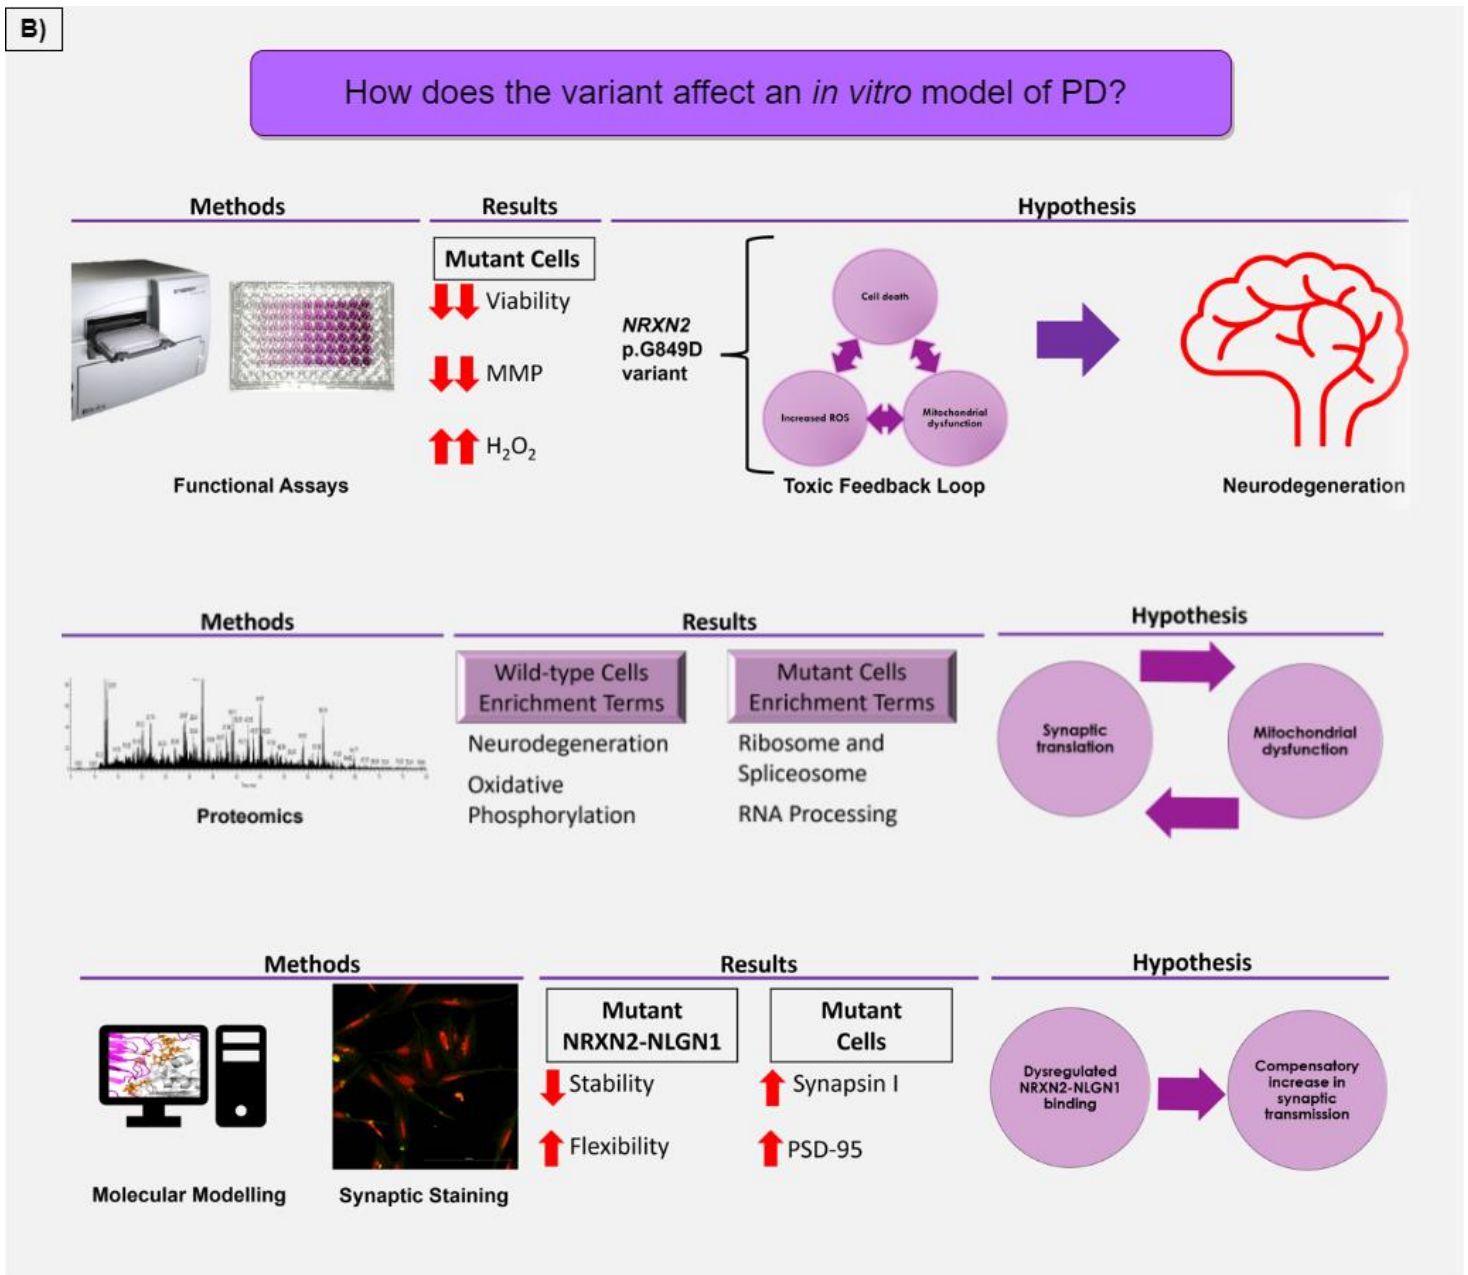 B)
How does the variant affect an in vitro model of PD?
Methods
Results
Hypothesis
Mutant Cells
Viability
MMP
H₂O₂
Functional Assays
NRXN2
p.G849D
variant
Cell death
Increased ROS
Mitochondrial
dysfunction
Toxic Feedback Loop
Neurodegeneration
Methods
Results
Hypothesis
Proteomics
Wild-type Cells
Enrichment Terms
Neurodegeneration
Oxidative
Phosphorylation
Mutant Cells
Enrichment Terms
Ribosome and
Spliceosome
RNA Processing
Synaptic
translation
Mitochondrial
dysfunction
Methods
Results
Hypothesis
Molecular Modelling
Synaptic Staining
Mutant
NRXN2-NLGN1
Stability
Flexibility
Mutant
Cells
Synapsin I
PSD-95
Dysregulated
NRXN2-NLGN1
binding
Compensatory
increase in
synaptic
transmission